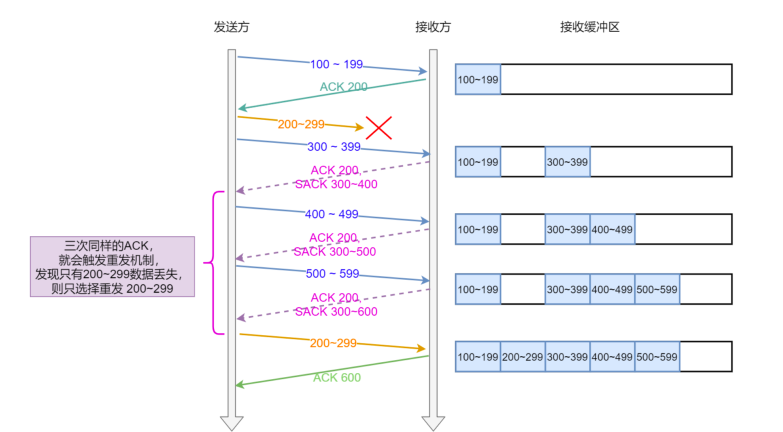 发送方
接收方
接收缓冲区
100 ~ 199
100~199
ACK 200
200~299
300 ~ 399
100~199
300~399
ACK 200,
SACK 300~400
400 ~ 499
100~199
300~399
400~499
ACK 200,
SACK 300~500
三次同样的ACK,
就会触发重发机制,
发现只有200~299数据丢失,
则只选择重发 200~299
500 ~ 599
100~199
300~399
400~499
500~599
ACK 200,
SACK 300~600
200~299
100~199
200~299
300~399
400~499
500~599
ACK 600